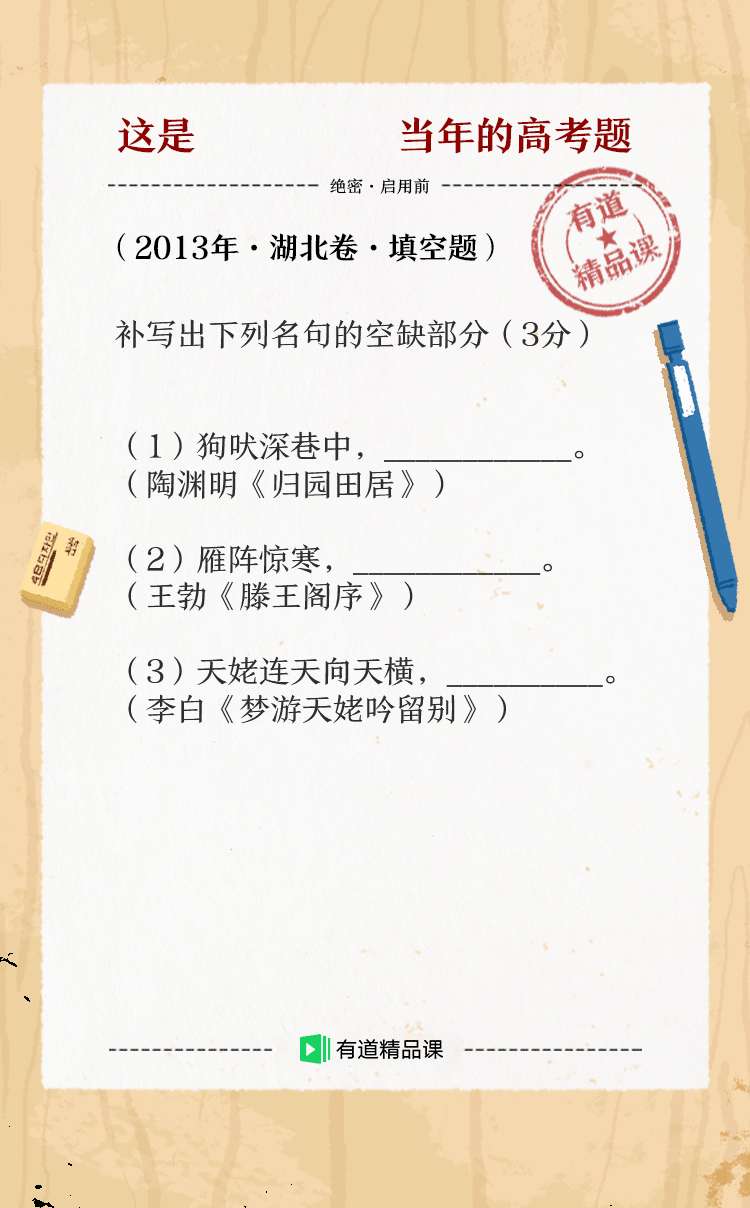 这是 当年的高考题
绝密·启用前
有道
精品课
（2013年·湖北卷·填空题）
补写出下列名句的空缺部分（3分）
（1）狗吠深巷中，____________。
（陶渊明《归园田居》）
（2）雁阵惊寒，____________。
（王勃《滕王阁序》）
（3）天姥连天向天横，__________。
（李白《梦游天姥吟留别》）
有道精品课